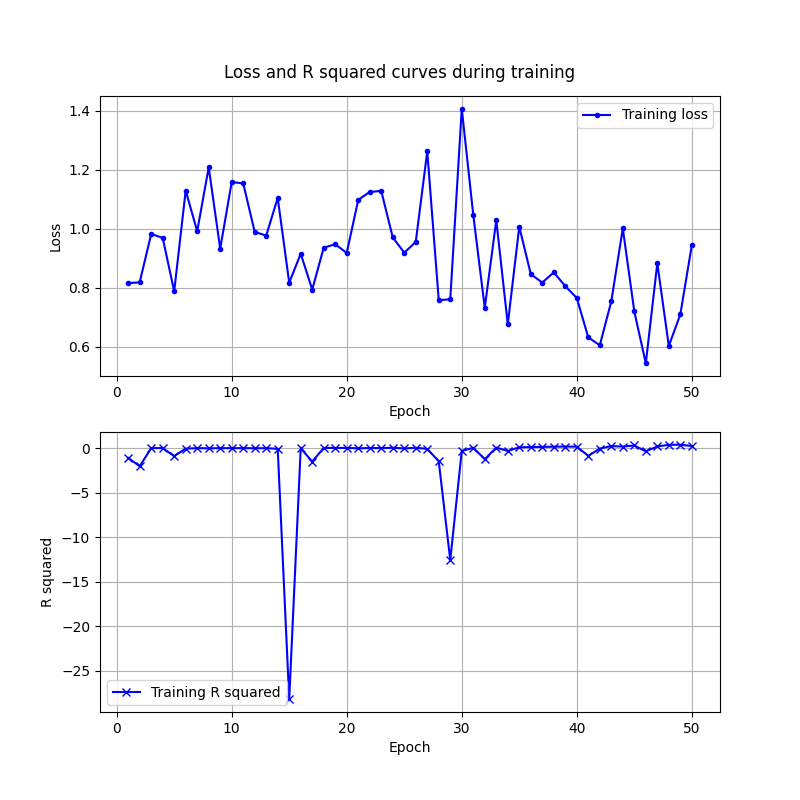 Loss and R squared curves during training
1.4
1.2
1.0
0.8
0.6
Loss
Training loss
0 10 20 30 40 50
Epoch
0
−5
−10
−15
−20
−25
R squared
Training R squared
0 10 20 30 40 50
Epoch